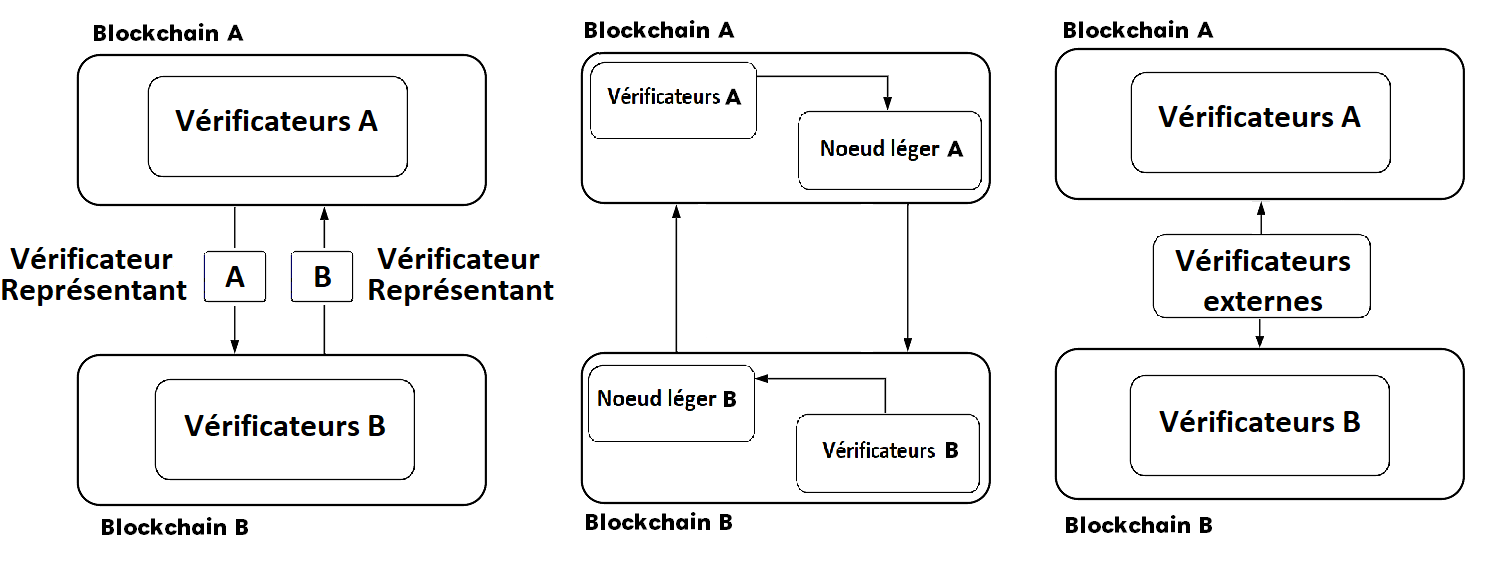 Blockchain A
Vérificateurs A
Vérificateur
Représentant
A
B
Vérificateur
Représentant
Vérificateurs B
Blockchain B
Blockchain A
Vérificateurs A
Noeud léger A
Noeud léger B
Vérificateurs B
Blockchain B
Blockchain A
Vérificateurs A
Vérificateurs
externes
Vérificateurs B
Blockchain B